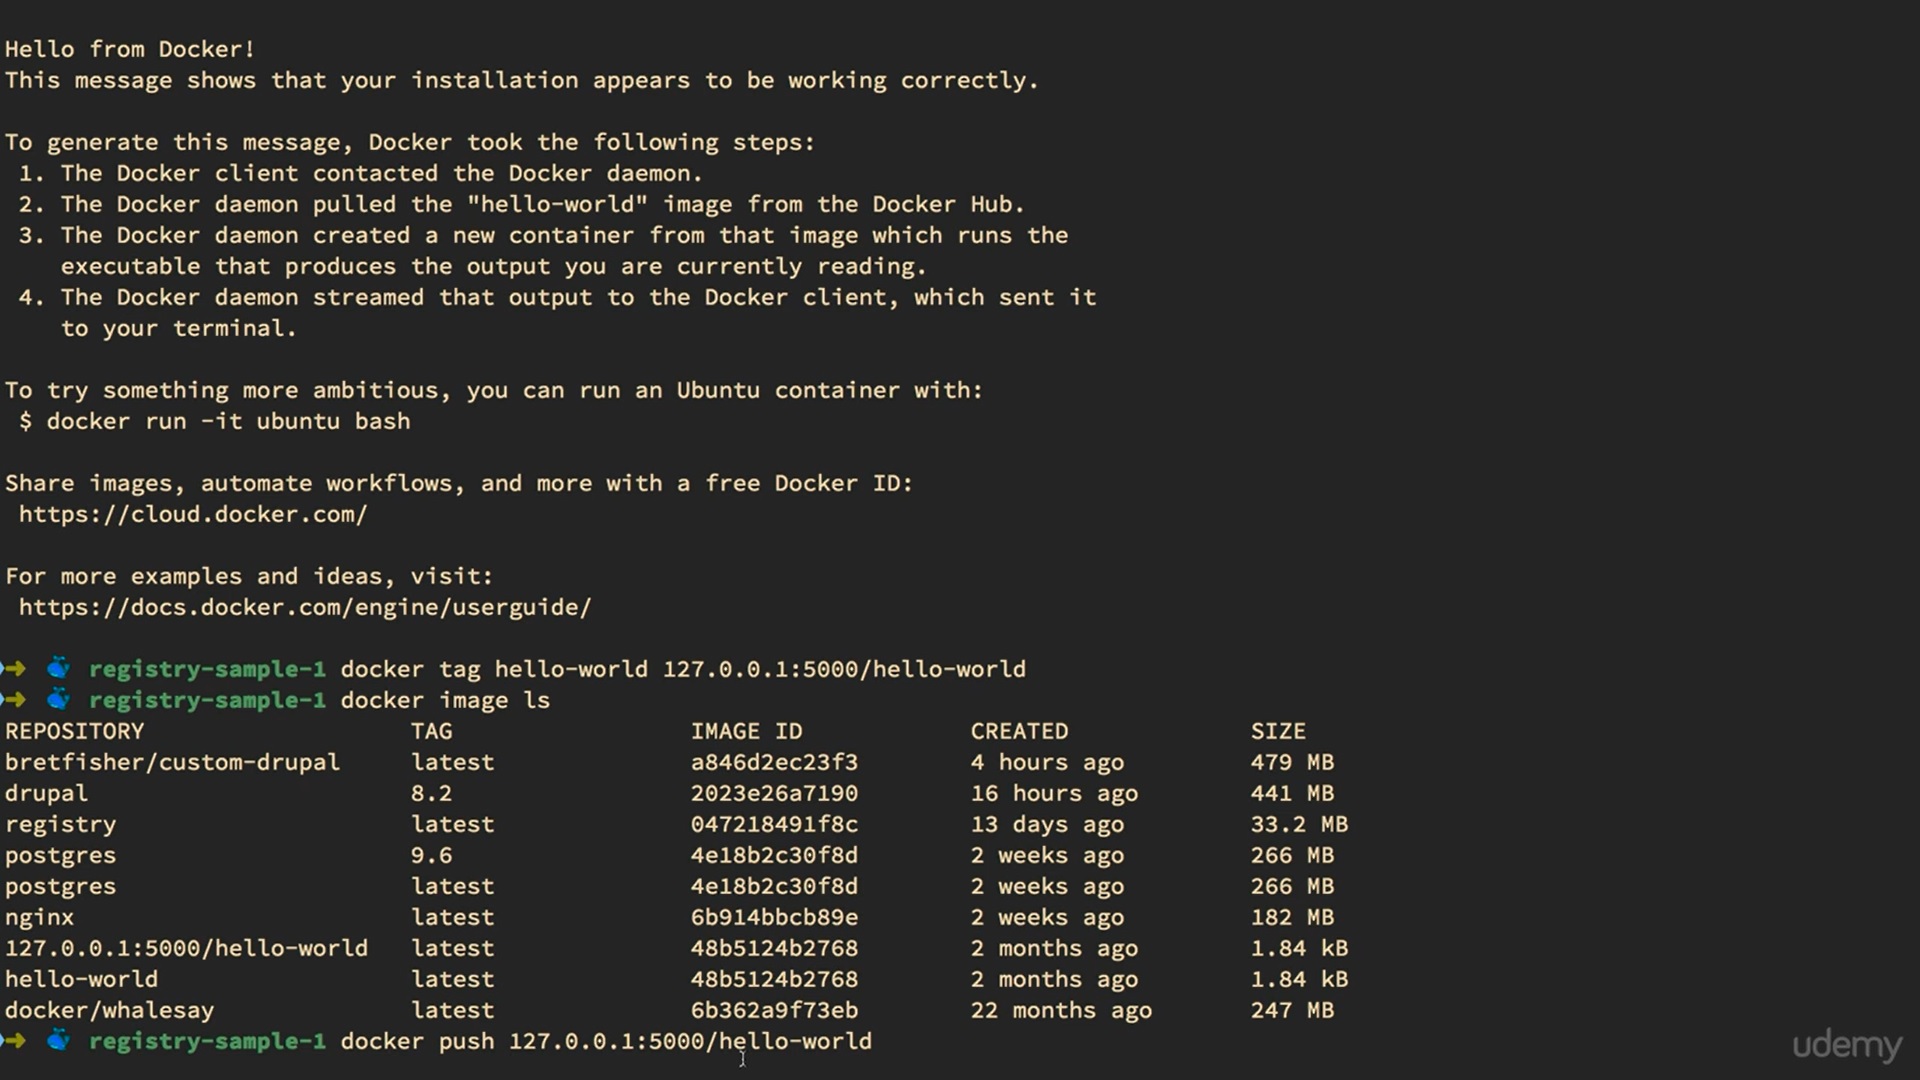 Hello from Docker!
This message shows that your installation appears to be working correctly.
To generate this message, Docker took the following steps:
1. The Docker client contacted the Docker daemon.
2. The Docker daemon pulled the "hello-world" image from the Docker Hub.
3. The Docker daemon created a new container from that image which runs the
executable that produces the output you are currently reading.
4. The Docker daemon streamed that output to the Docker client, which sent it
to your terminal.
To try something more ambitious, you can run an Ubuntu container with:
$ docker run -it ubuntu bash
Share images, automate workflows, and more with a free Docker ID:
https://cloud.docker.com/
For more examples and ideas, visit:
https://docs.docker.com/engine/userguide/
registry-sample-1 docker tag hello-world 127.0.0.1:5000/hello-world
registry-sample-1 docker image ls
REPOSITORY TAG IMAGE ID CREATED SIZE
bretfisher/custom-drupal latest a846d2ec23f3 4 hours ago 479 MB
drupal 8.2 2023e26a7190 16 hours ago 441 MB
registry latest 047218491f8c 13 days ago 33.2 MB
postgres 9.6 4e18b2c30f8d 2 weeks ago 266 MB
postgres latest 4e18b2c30f8d 2 weeks ago 266 MB
nginx latest 6b914bbcb89e 2 weeks ago 182 MB
127.0.0.1:5000/hello-world latest 48b5124b2768 2 months ago 1.84 kB
hello-world latest 48b5124b2768 2 months ago 1.84 kB
docker/whalesay latest 6b362a9f73eb 22 months ago 247 MB
registry-sample-1 docker push 127.0.0.1:5000/hello-world
udemy